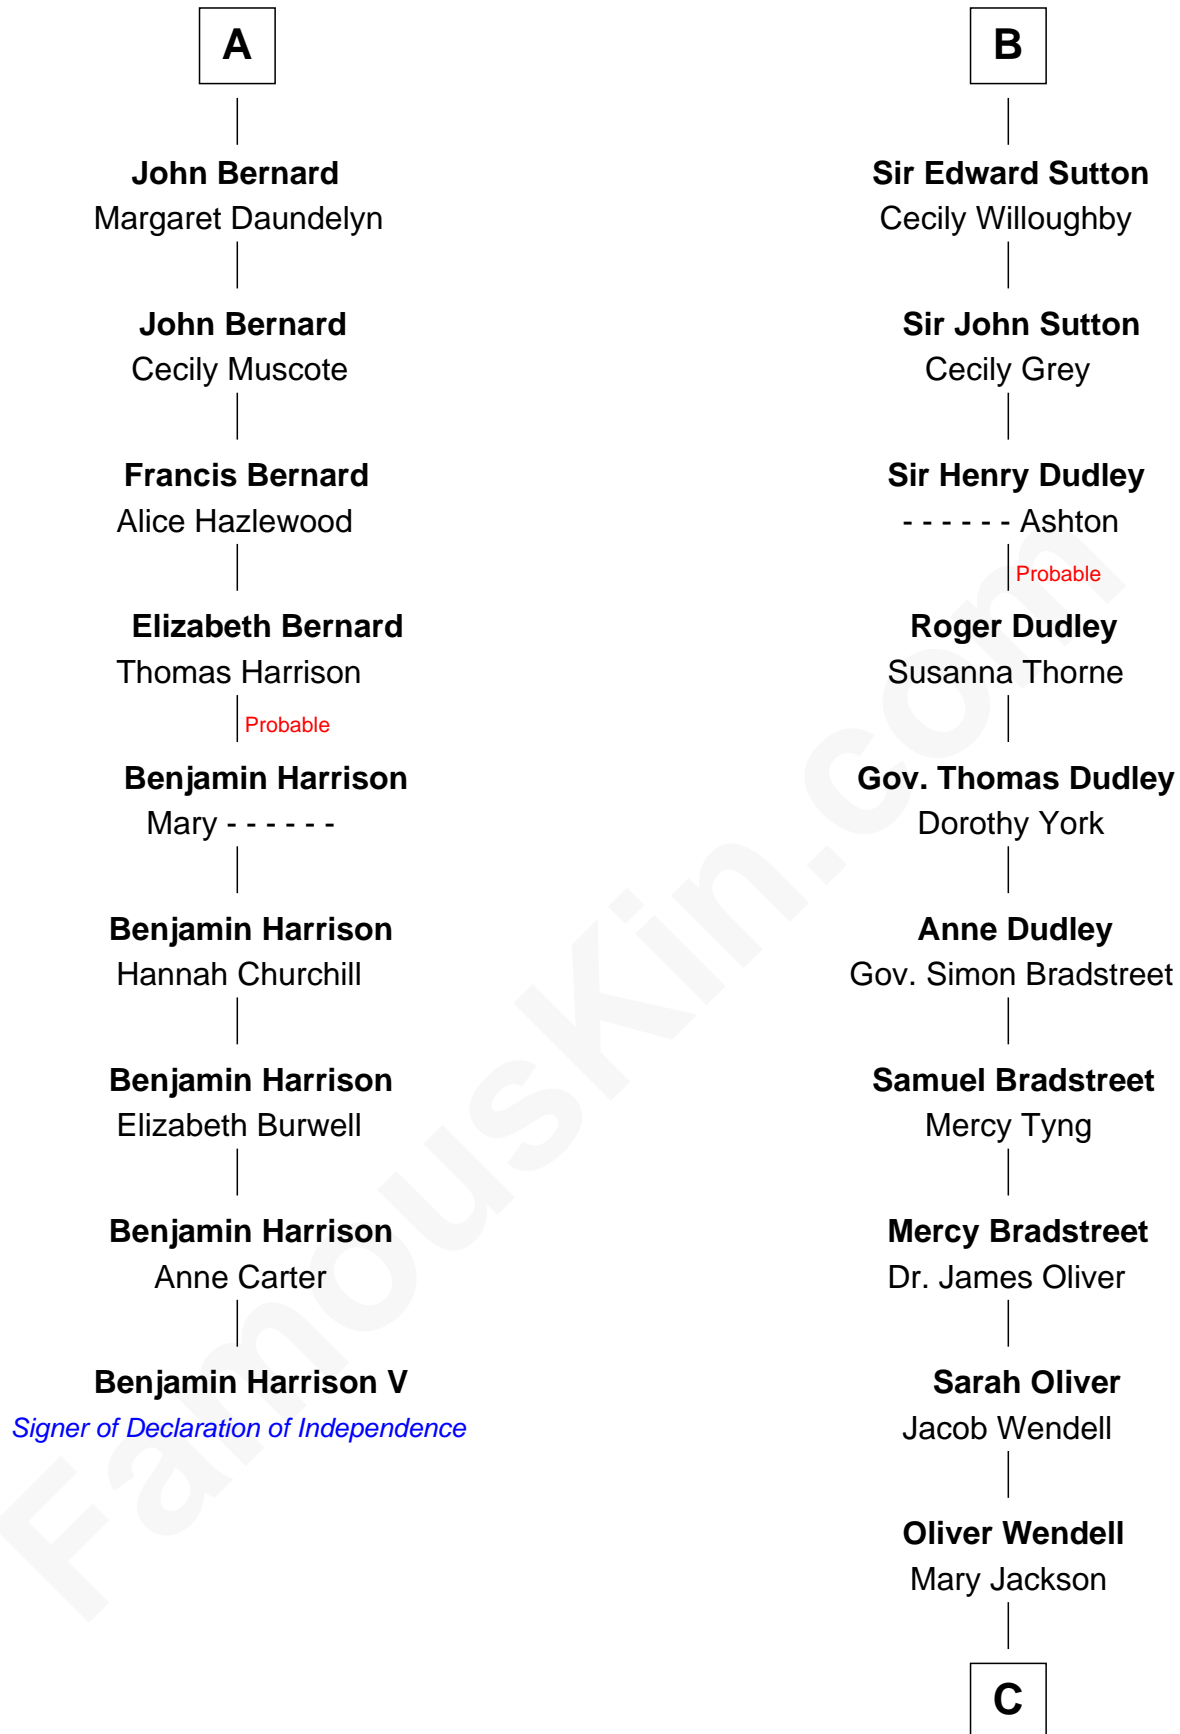 A
John Bernard
Margaret Daundelyn
John Bernard
Cecily Muscote
Francis Bernard
Alice Hazlewood
Elizabeth Bernard
Thomas Harrison
Probable
Benjamin Harrison
Mary - - - - - -
Benjamin Harrison
Hannah Churchill
Benjamin Harrison
Elizabeth Burwell
Benjamin Harrison
Anne Carter
Benjamin Harrison V
Signer of Declaration of Independence
B
Sir Edward Sutton
Cecily Willoughby
Sir John Sutton
Cecily Grey
Sir Henry Dudley
- - - - - - Ashton
Probable
Roger Dudley
Susanna Thorne
Gov. Thomas Dudley
Dorothy York
Anne Dudley
Gov. Simon Bradstreet
Samuel Bradstreet
Mercy Tyng
Mercy Bradstreet
Dr. James Oliver
Sarah Oliver
Jacob Wendell
Oliver Wendell
Mary Jackson
C
FamousKin.com